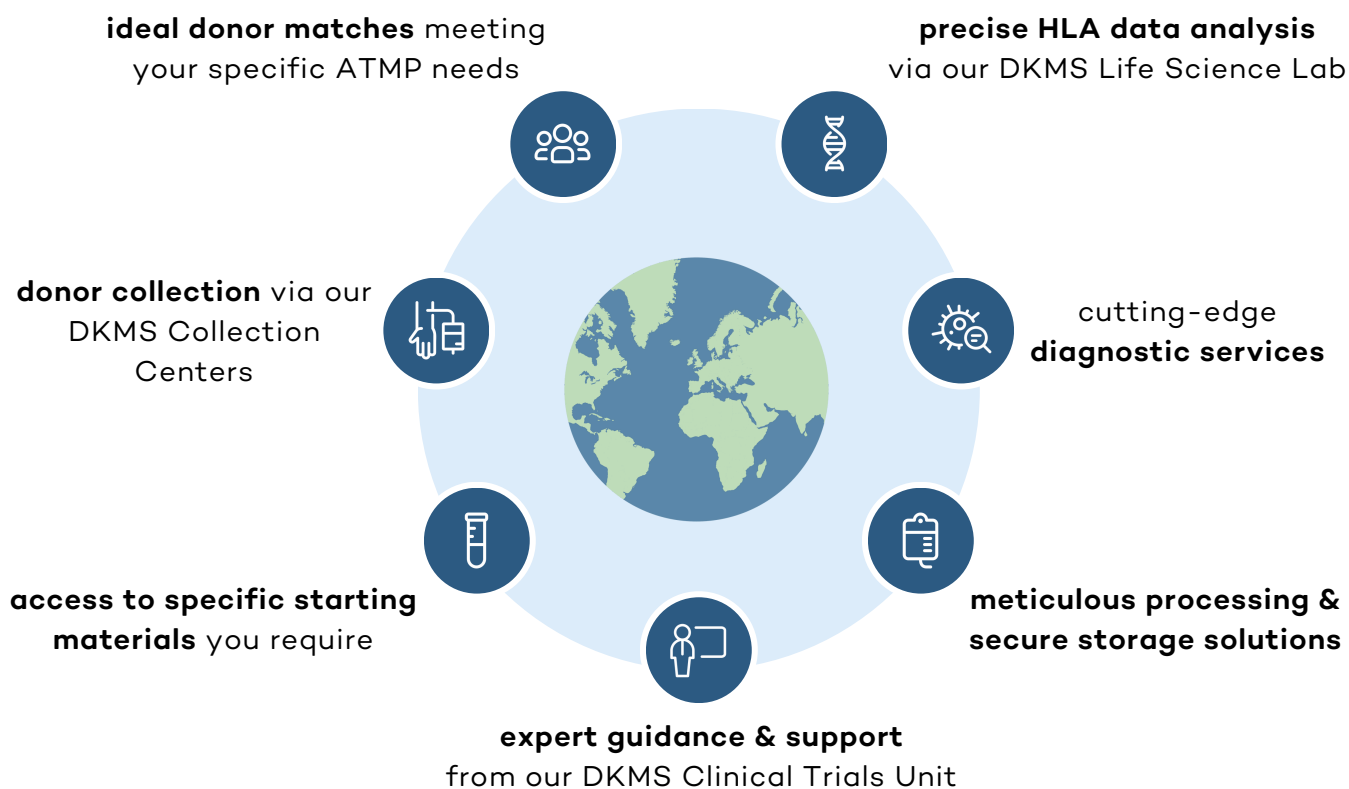 ideal donor matches meeting
your specific ATMP needs
precise HLA data analysis
via our DKMS Life Science Lab
donor collection via our
DKMS Collection
Centers
cutting-edge
diagnostic services
access to specific starting
materials you require
meticulous processing &
secure storage solutions
expert guidance & support
from our DKMS Clinical Trials Unit